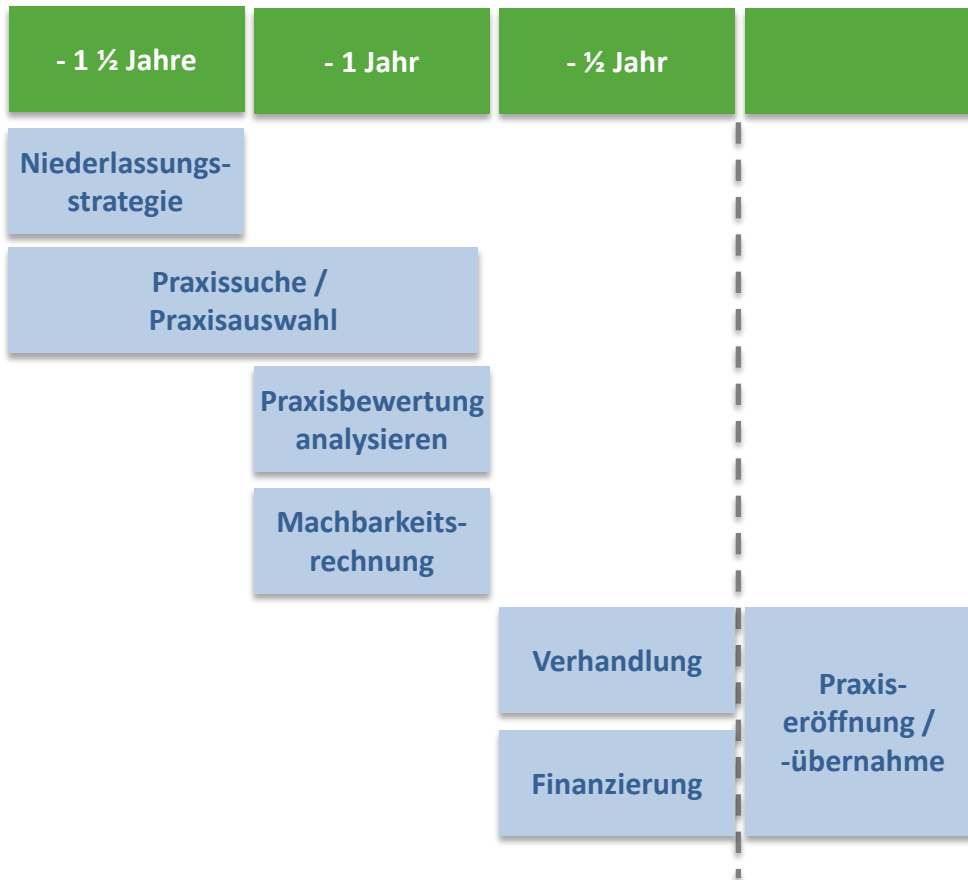 - 1 ½ Jahre
- 1 Jahr
- ½ Jahr
Niederlassungs-
strategie
Praxissuche /
Praxisauswahl
Praxisbewertung
analysieren
Machbarkeits-
rechnung
Verhandlung
Finanzierung
Praxis-
eröffnung /
-übernahme